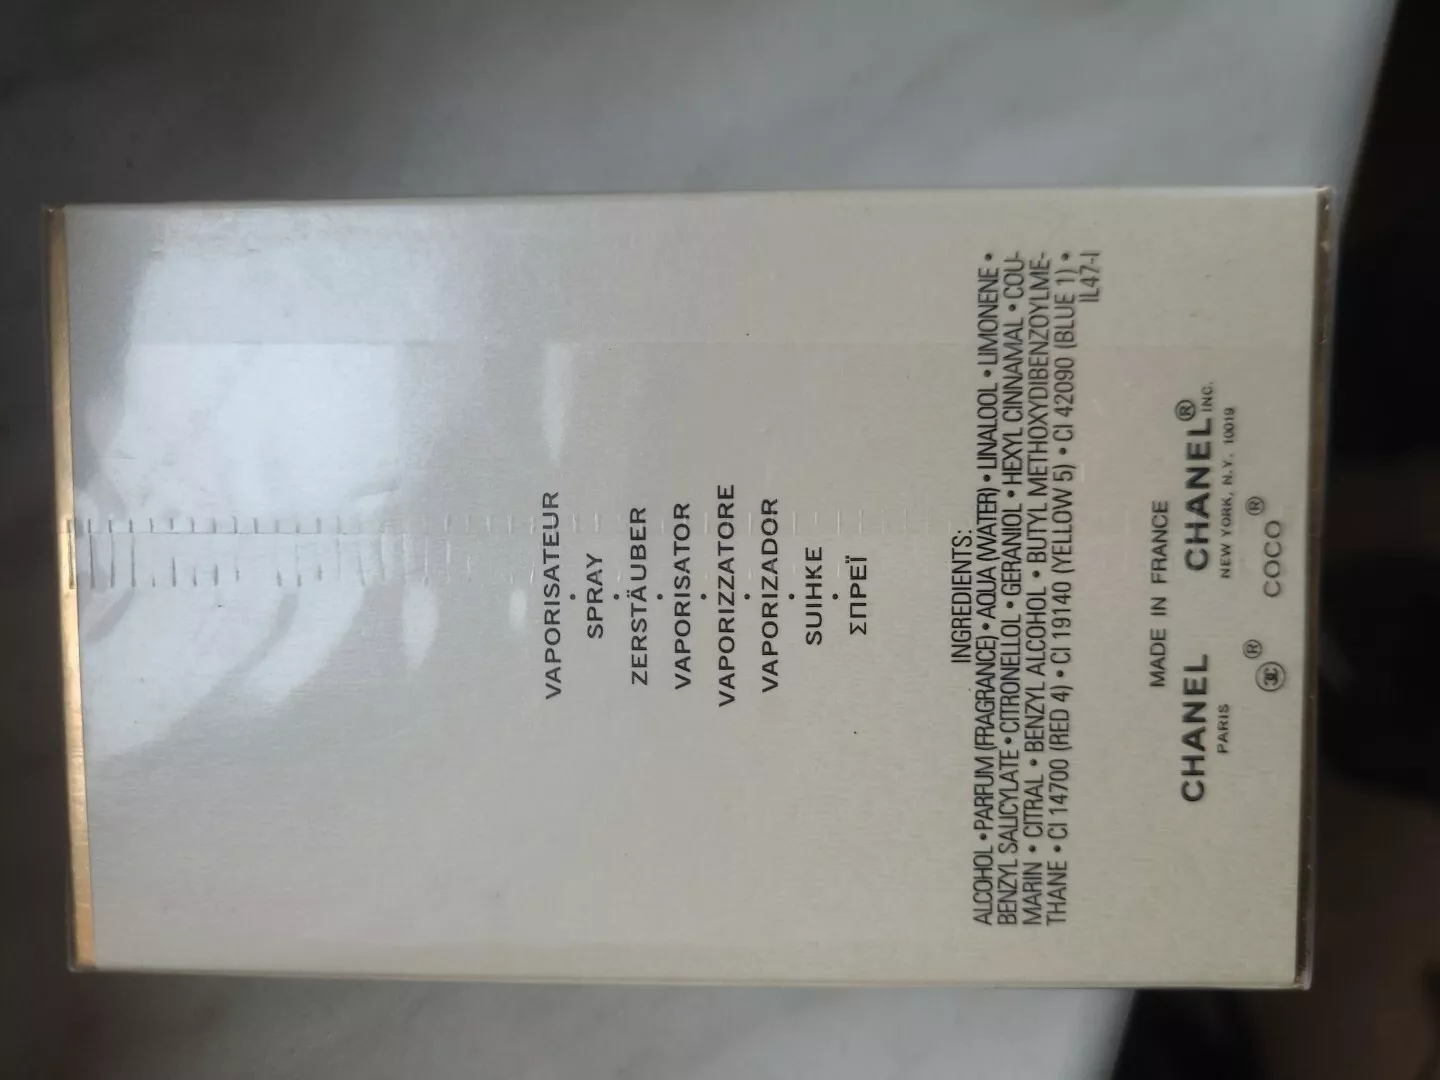 VAPORISATEUR
•
SPRAY
•
ZERSTÄUBER
•
VAPORISATOR
•
VAPORIZZATORE
•
VAPORIZADOR
•
SUIHKE
•
ΣΠΡΕΪ
INGREDIENTS:
ALCOHOL • PARFUM (FRAGRANCE) • AQUA (WATER) • LINALOOL • LIMONENE •
BENZYL SALICYLATE • CITRONELLOL • GERANIOL • HEXYL CINNAMAL • COU-
MARIN • CITRAL • BENZYL ALCOHOL • BUTYL METHOXYDIBENZOYLME-
THANE • CI 14700 (RED 4) • CI 19140 (YELLOW 5) • CI 42090 (BLUE 1) •
IL47-I
MADE IN FRANCE
CHANEL CHANEL® INC.
PARIS NEW YORK, N.Y. 10019
® COCO ®